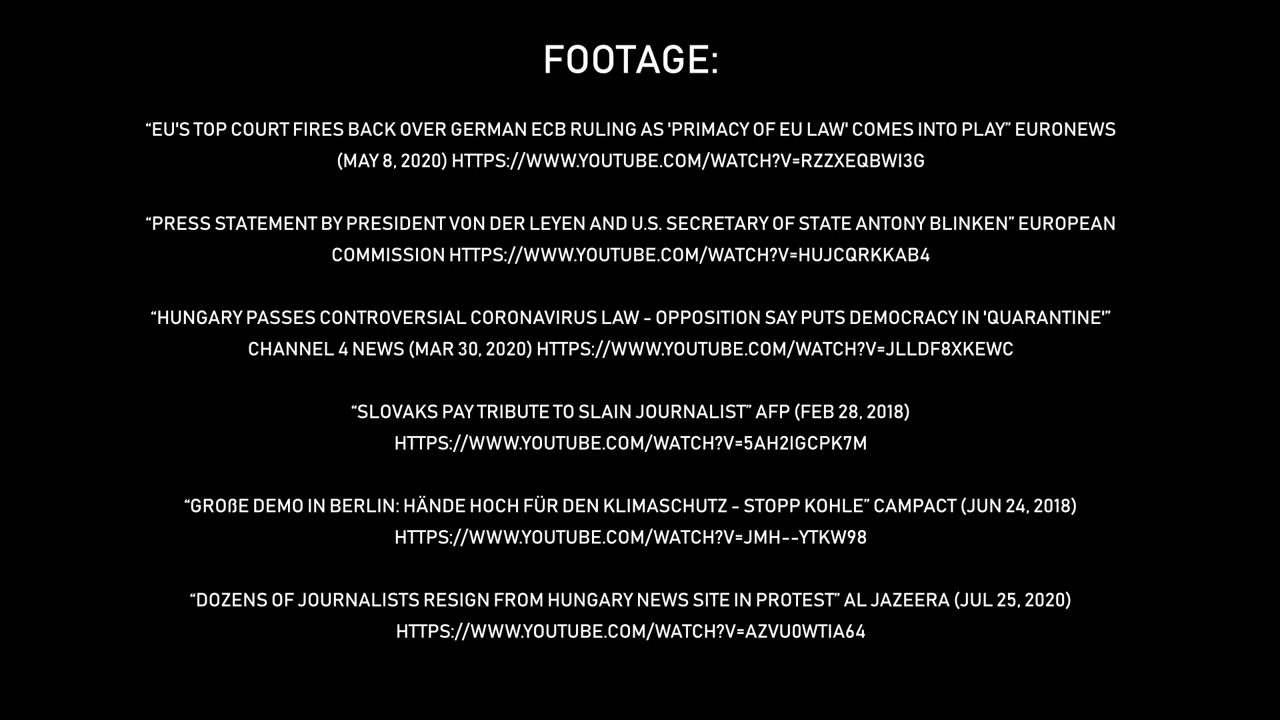 FOOTAGE:
“EU'S TOP COURT FIRES BACK OVER GERMAN ECB RULING AS 'PRIMACY OF EU LAW' COMES INTO PLAY” EURONEWS
(MAY 8, 2020) HTTPS://WWW.YOUTUBE.COM/WATCH?V=RZZXEQBWI3G
“PRESS STATEMENT BY PRESIDENT VON DER LEYEN AND U.S. SECRETARY OF STATE ANTONY BLINKEN” EUROPEAN
COMMISSION HTTPS://WWW.YOUTUBE.COM/WATCH?V=HUJCQRKKAB4
“HUNGARY PASSES CONTROVERSIAL CORONAVIRUS LAW - OPPOSITION SAY PUTS DEMOCRACY IN 'QUARANTINE'”
CHANNEL 4 NEWS (MAR 30, 2020) HTTPS://WWW.YOUTUBE.COM/WATCH?V=JLLDF8XKEWC
“SLOVAKS PAY TRIBUTE TO SLAIN JOURNALIST” AFP (FEB 28, 2018)
HTTPS://WWW.YOUTUBE.COM/WATCH?V=5AH2IGCPK7M
“GROßE DEMO IN BERLIN: HÄNDE HOCH FÜR DEN KLIMASCHUTZ - STOPP KOHLE” CAMPACT (JUN 24, 2018)
HTTPS://WWW.YOUTUBE.COM/WATCH?V=JMH--YTKW98
“DOZENS OF JOURNALISTS RESIGN FROM HUNGARY NEWS SITE IN PROTEST” AL JAZEERA (JUL 25, 2020)
HTTPS://WWW.YOUTUBE.COM/WATCH?V=AZVU0WTIA64